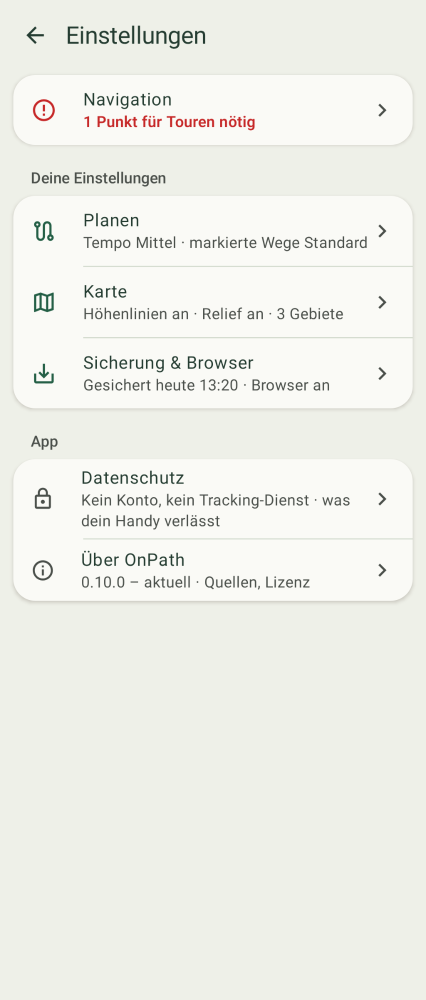 Einstellungen
Navigation
1 Punkt für Touren nötig
Deine Einstellungen
Planen
Tempo Mittel · markierte Wege Standard
Karte
Höhenlinien an · Relief an · 3 Gebiete
Sicherung & Browser
Gesichert heute 13:20 · Browser an
App
Datenschutz
Kein Konto, kein Tracking-Dienst · was
dein Handy verlässt
Über OnPath
0.10.0 – aktuell · Quellen, Lizenz